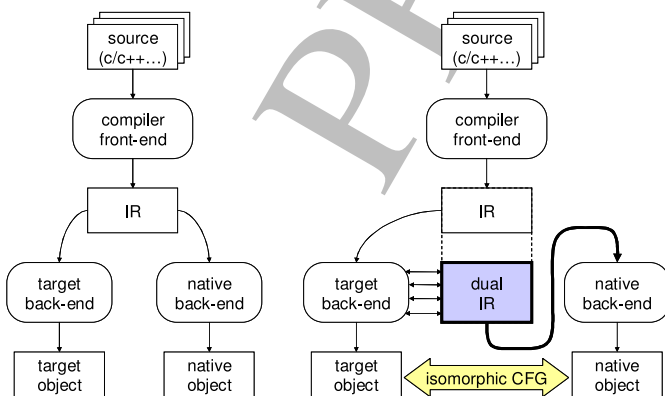 source
(c/c++...)
compiler
front-end
IR
target
back-end
native
back-end
target
object
native
object
source
(c/c++...)
compiler
front-end
IR
target
back-end
dual
IR
native
back-end
target
object
isomorphic CFG
native
object